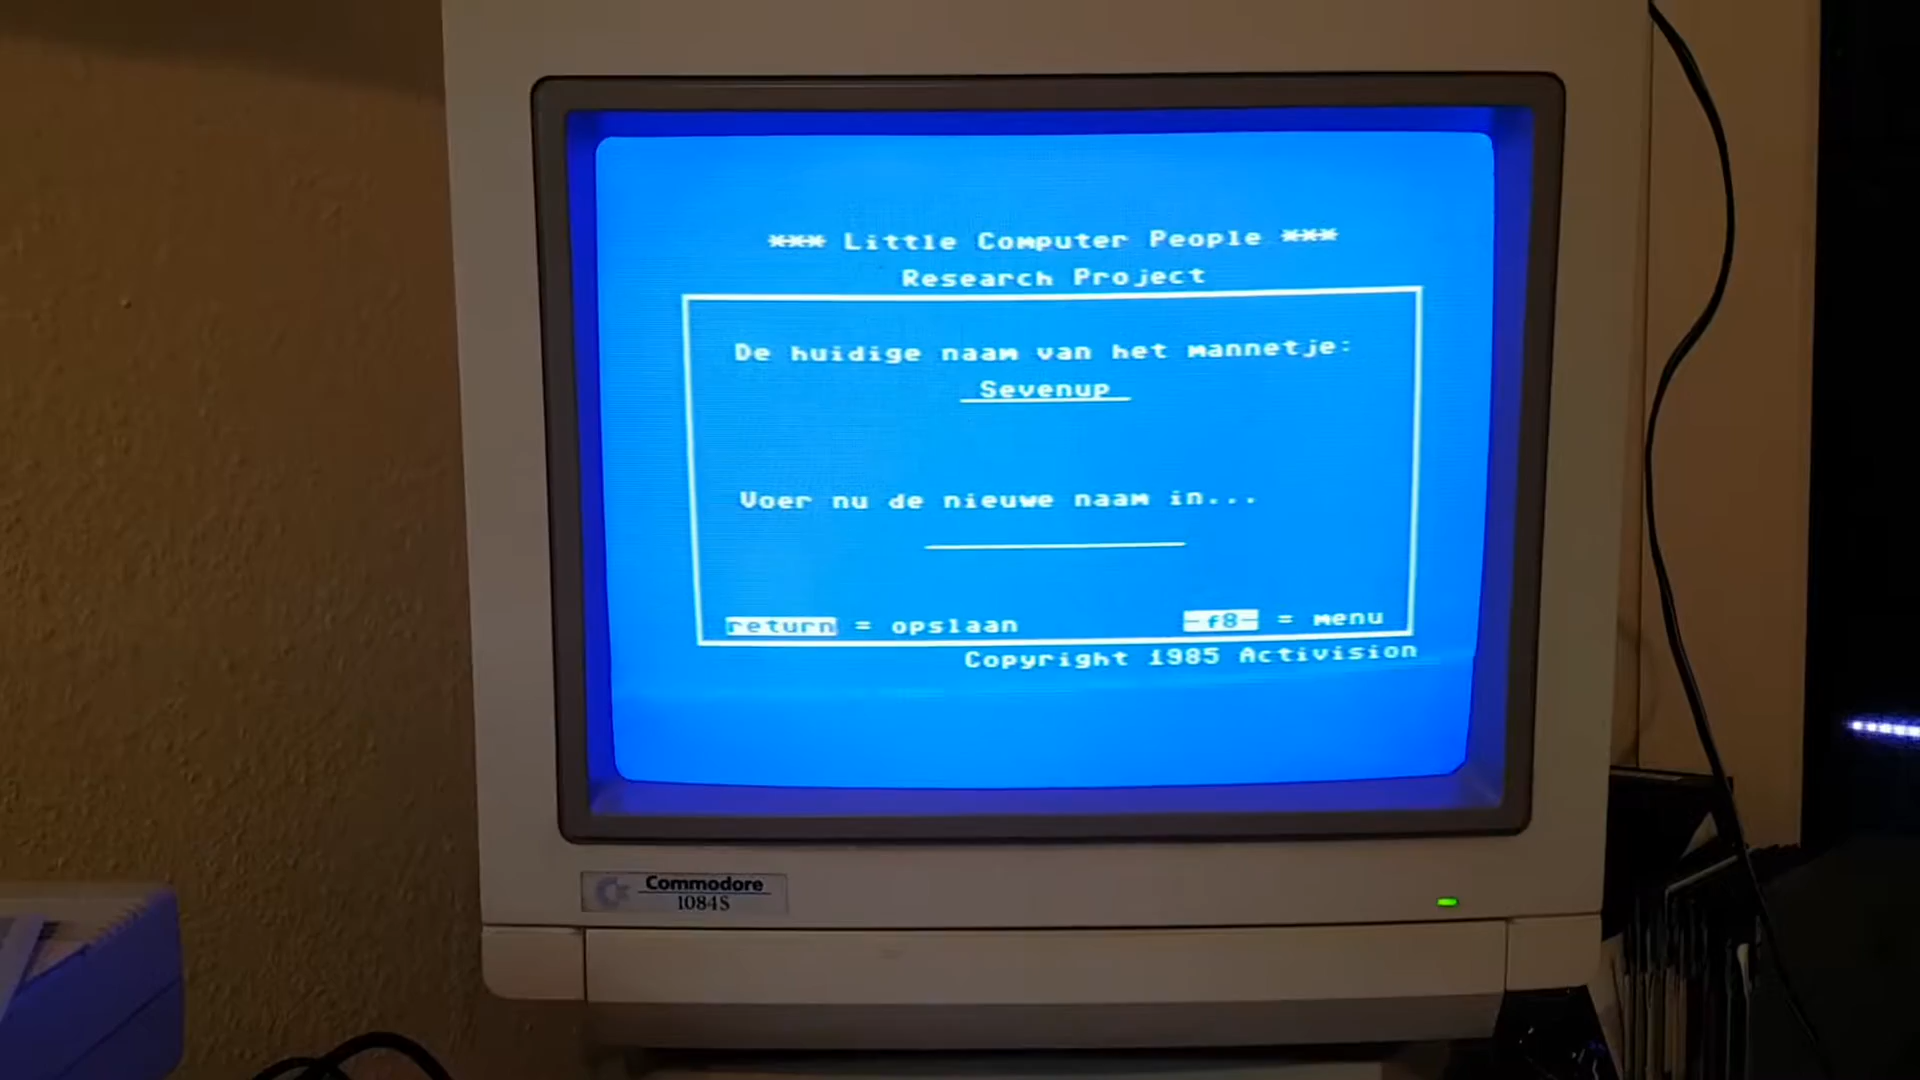 *** Little Computer People ***
Research Project
De huidige naam van het mannetje:
Sevenup
Voer nu de nieuwe naam in...
return = opslaan
-f8- = menu
Copyright 1985 Activision
Commodore
1084S